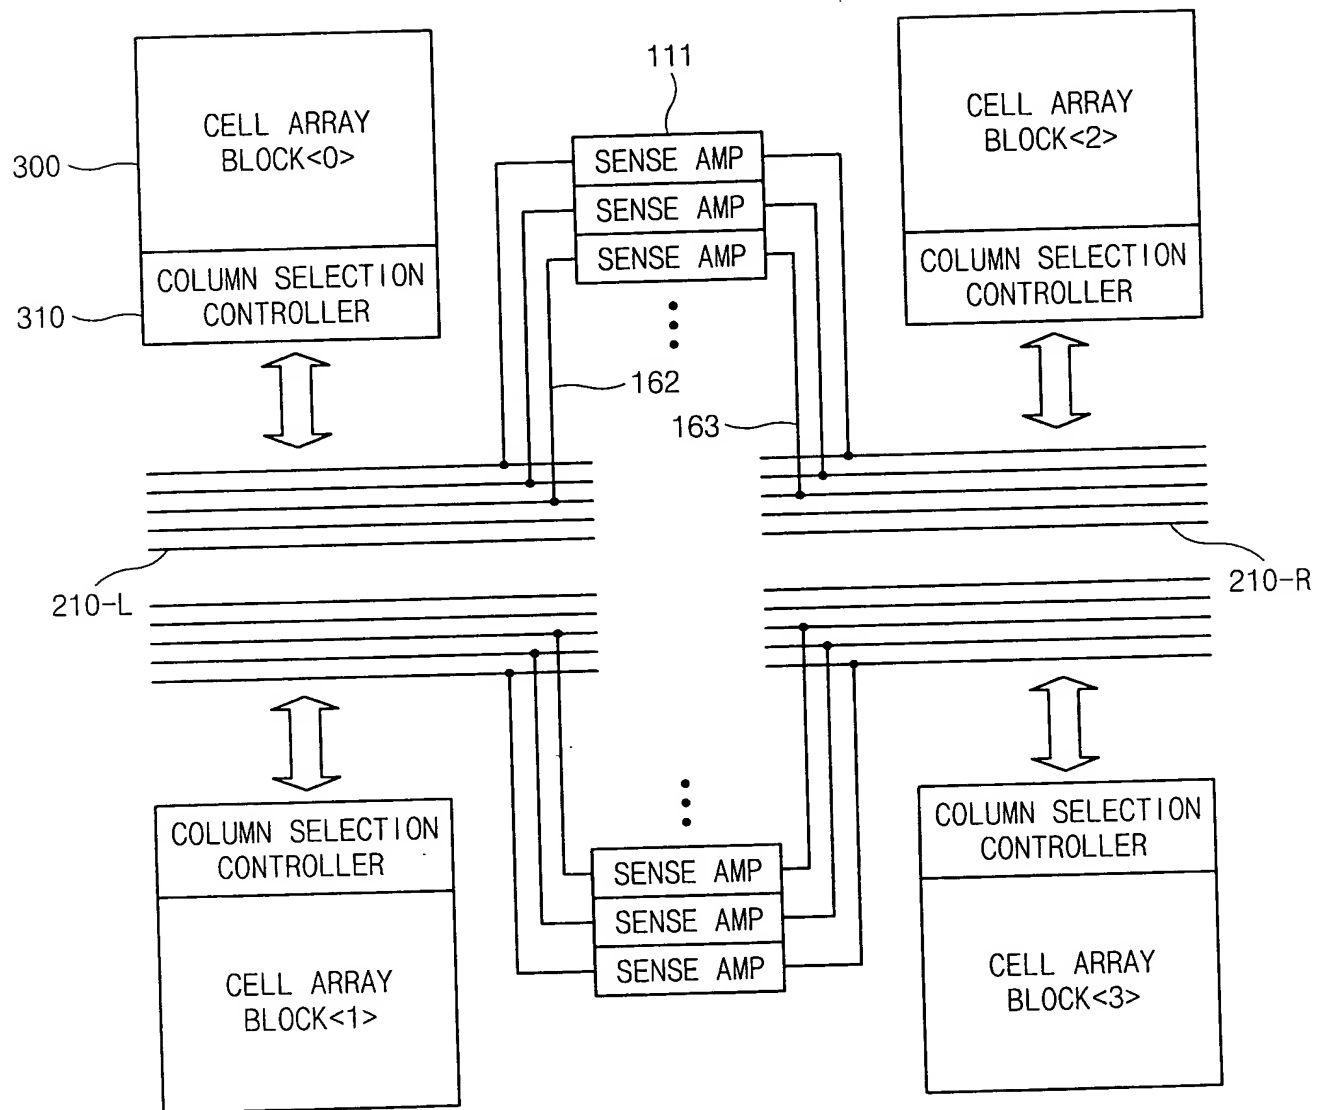 111
CELL ARRAY
BLOCK<0>
CELL ARRAY
BLOCK<2>
300
SENSE AMP
SENSE AMP
SENSE AMP
COLUMN SELECTION
CONTROLLER
COLUMN SELECTION
CONTROLLER
310
162
163
210-L
210-R
COLUMN SELECTION
CONTROLLER
COLUMN SELECTION
CONTROLLER
SENSE AMP
SENSE AMP
SENSE AMP
CELL ARRAY
BLOCK<1>
CELL ARRAY
BLOCK<3>